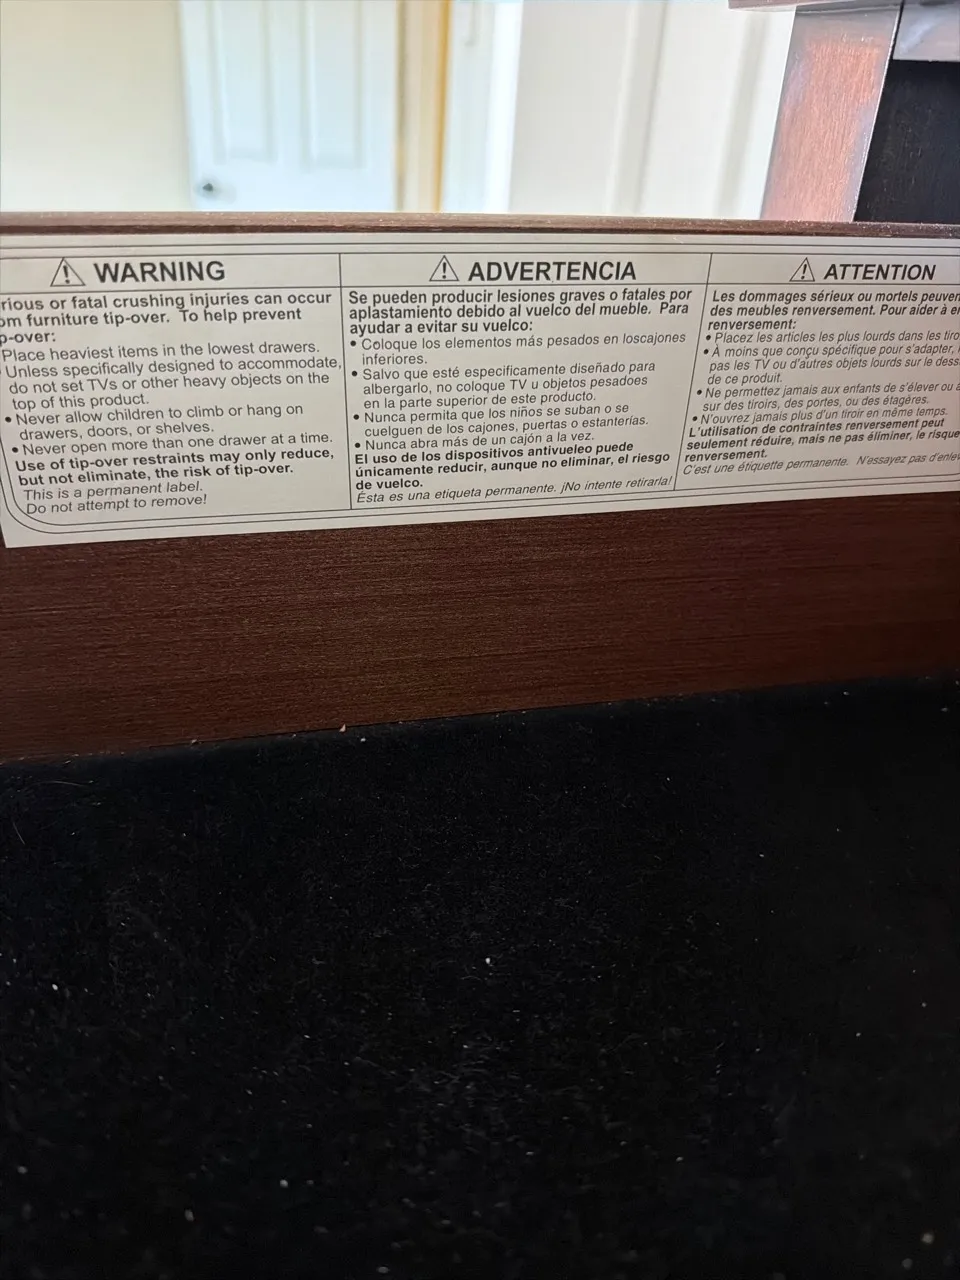 WARNING
rious or fatal crushing injuries can occur
om furniture tip-over. To help prevent
p-over:
Place heaviest items in the lowest drawers.
Unless specifically designed to accommodate,
do not set TVs or other heavy objects on the
top of this product.
• Never allow children to climb or hang on
drawers, doors, or shelves.
• Never open more than one drawer at a time.
Use of tip-over restraints may only reduce,
but not eliminate, the risk of tip-over.
This is a permanent label.
Do not attempt to remove!
ADVERTENCIA
Se pueden producir lesiones graves o fatales por
aplastamiento debido al vuelco del mueble. Para
ayudar a evitar su vuelco:
• Coloque los elementos más pesados en loscajones
inferiores.
• Salvo que esté especificamente diseñado para
albergarlo, no coloque TV u objetos pesadoes
en la parte superior de este producto.
• Nunca permita que los niños se suban o se
cuelguen de los cajones, puertas o estanterías.
• Nunca abra más de un cajón a la vez.
El uso de los dispositivos antivueleo puede
únicamente reducir, aunque no eliminar, el riesgo
de vuelco.
Ésta es una etiqueta permanente. ¡No intente retirarla!
ATTENTION
Les dommages sérieux ou mortels peuven
des meubles renversement. Pour aider à e
renversement:
• Placez les articles les plus lourds dans les tiro
• À moins que conçu spécifique pour s'adapter,
pas les TV ou d'autres objets lourds sur le dess
de ce produit.
• Ne permettez jamais aux enfants de s'élever ou a
sur des tiroirs, des portes, ou des étagères.
• N'ouvrez jamais plus d'un tiroir en même temps.
L'utilisation de contraintes renversement peut
seulement réduire, mais ne pas éliminer, le risque
renversement.
C'est une étiquette permanente. N'essayez pas d'enlev